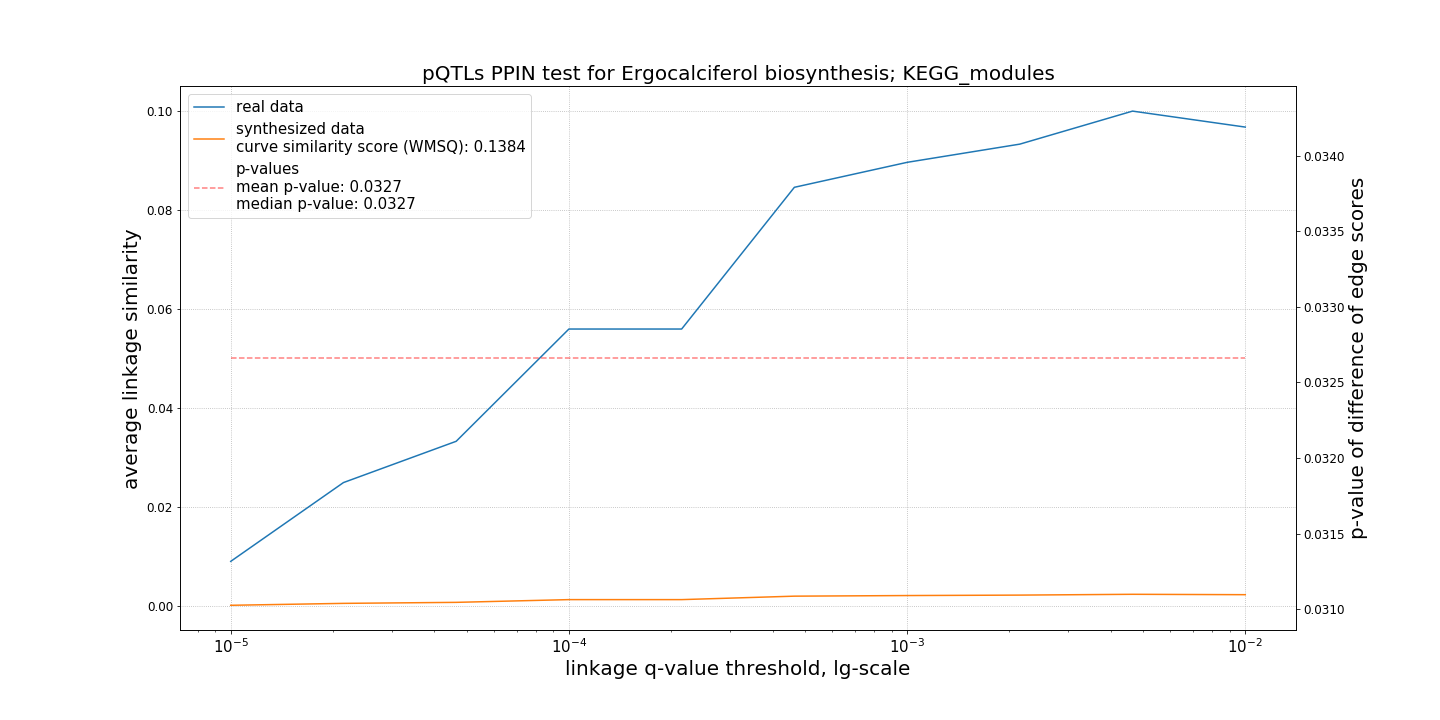 pQTLs PPIN test for Ergocalciferol biosynthesis; KEGG_modules
real data
synthesized data
curve similarity score (WMSQ): 0.1384
p-values
mean p-value: 0.0327
median p-value: 0.0327
average linkage similarity
0.10
0.08
0.06
0.04
0.02
0.00
p-value of difference of edge scores
0.0340
0.0335
0.0330
0.0325
0.0320
0.0315
0.0310
10⁻⁵ 10⁻⁴ 10⁻³ 10⁻²
linkage q-value threshold, lg-scale